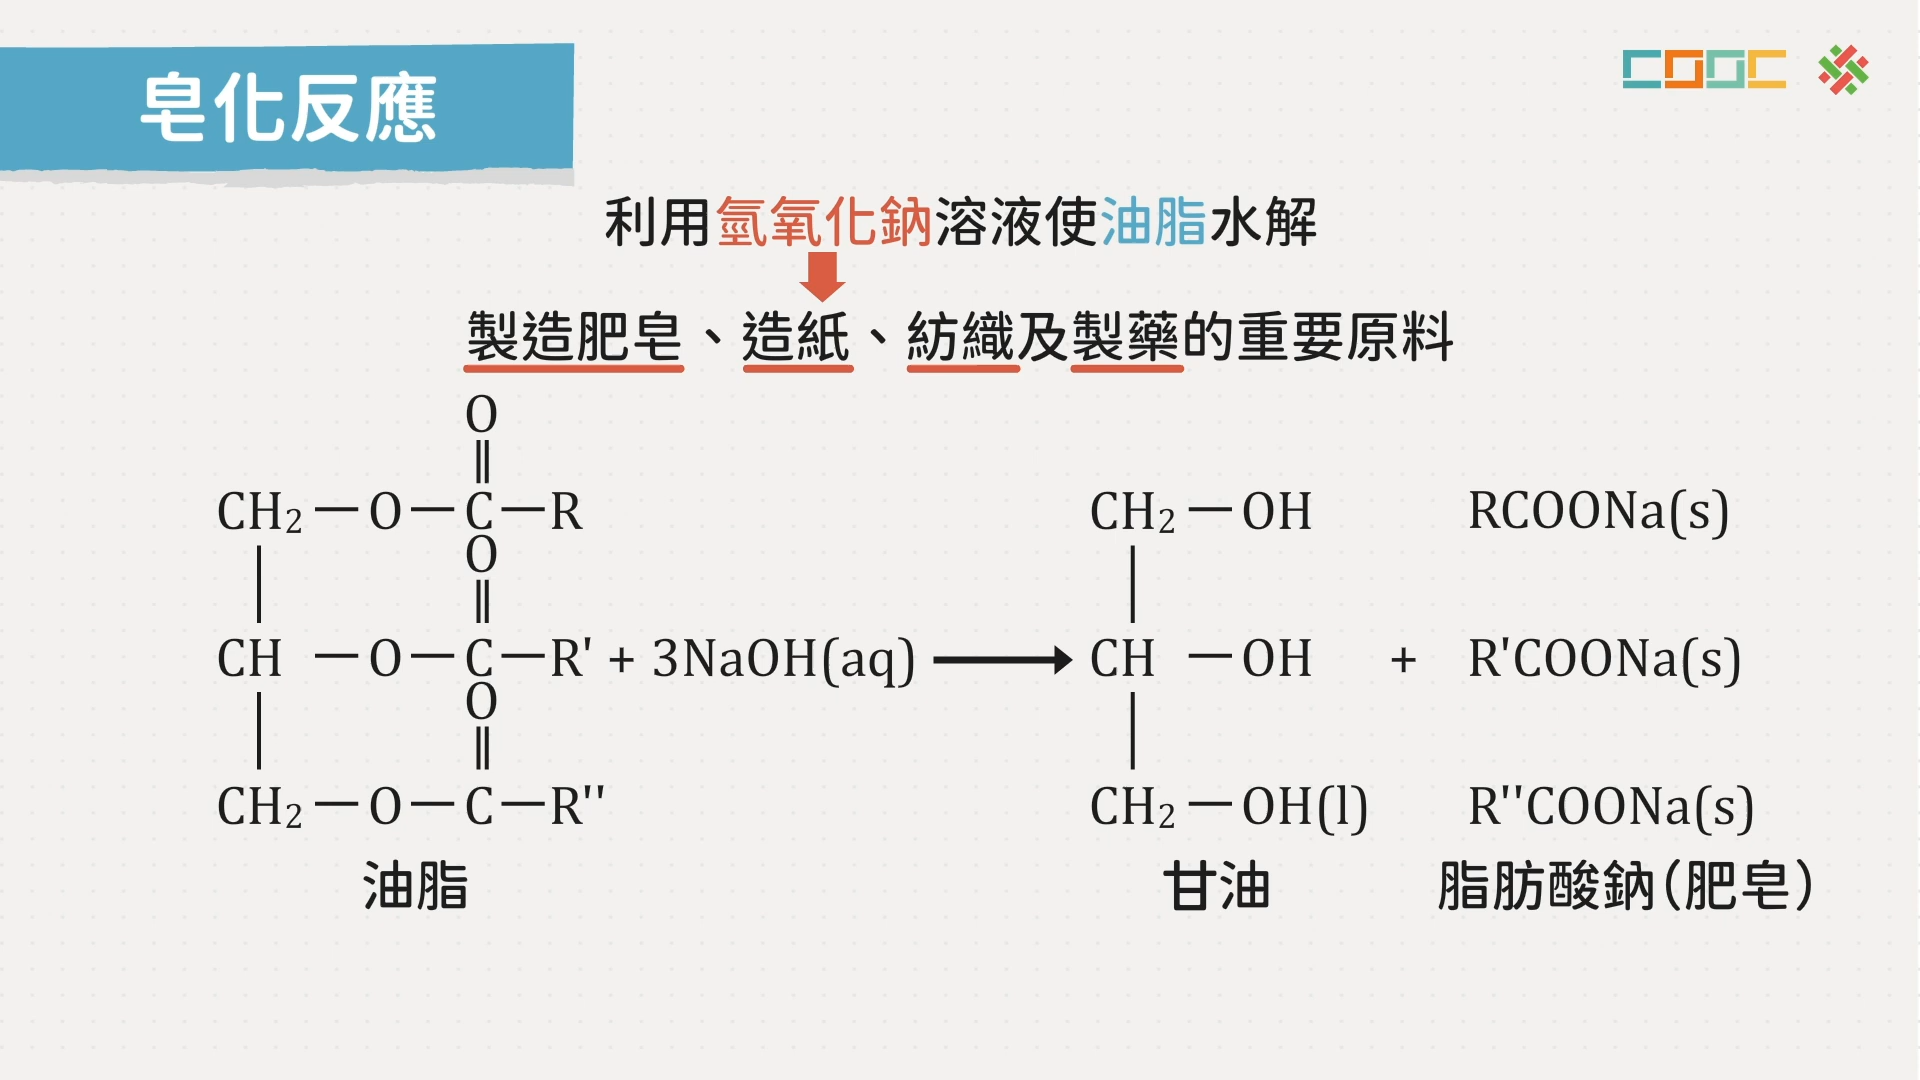 皂化反應
COOC
利用氫氧化鈉溶液使油脂水解
製造肥皂、造紙、紡織及製藥的重要原料
O
CH₂—O—C—R
O
CH —O—C—R' + 3NaOH(aq) → CH —OH + R'COONa(s)
O
CH₂—O—C—R''
CH₂—OH RCOONa(s)
CH₂—OH(l) R''COONa(s)
油脂 甘油 脂肪酸鈉(肥皂)